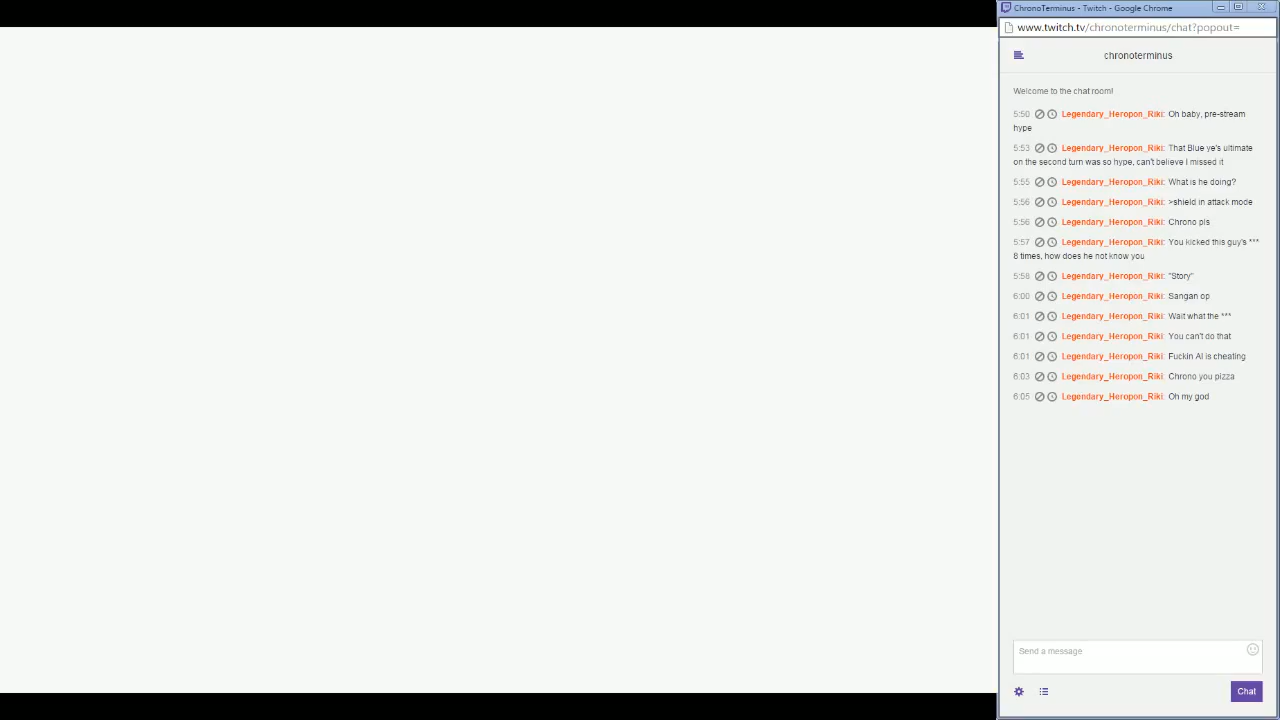 ChronoTerminus - Twitch - Google Chrome
www.twitch.tv/chronoterminus/chat?popout=
chronoterminus
Welcome to the chat room!
5:50 Legendary_Heropon_Riki: Oh baby, pre-stream
hype
5:53 Legendary_Heropon_Riki: That Blue ye's ultimate
on the second turn was so hype, can't believe I missed it
5:55 Legendary_Heropon_Riki: What is he doing?
5:56 Legendary_Heropon_Riki: >shield in attack mode
5:56 Legendary_Heropon_Riki: Chrono pls
5:57 Legendary_Heropon_Riki: You kicked this guy's ***
8 times, how does he not know you
5:58 Legendary_Heropon_Riki: "Story"
6:00 Legendary_Heropon_Riki: Sangan op
6:01 Legendary_Heropon_Riki: Wait what the ***
6:01 Legendary_Heropon_Riki: You can't do that
6:01 Legendary_Heropon_Riki: Fuckin AI is cheating
6:03 Legendary_Heropon_Riki: Chrono you pizza
6:05 Legendary_Heropon_Riki: Oh my god
Send a message
Chat